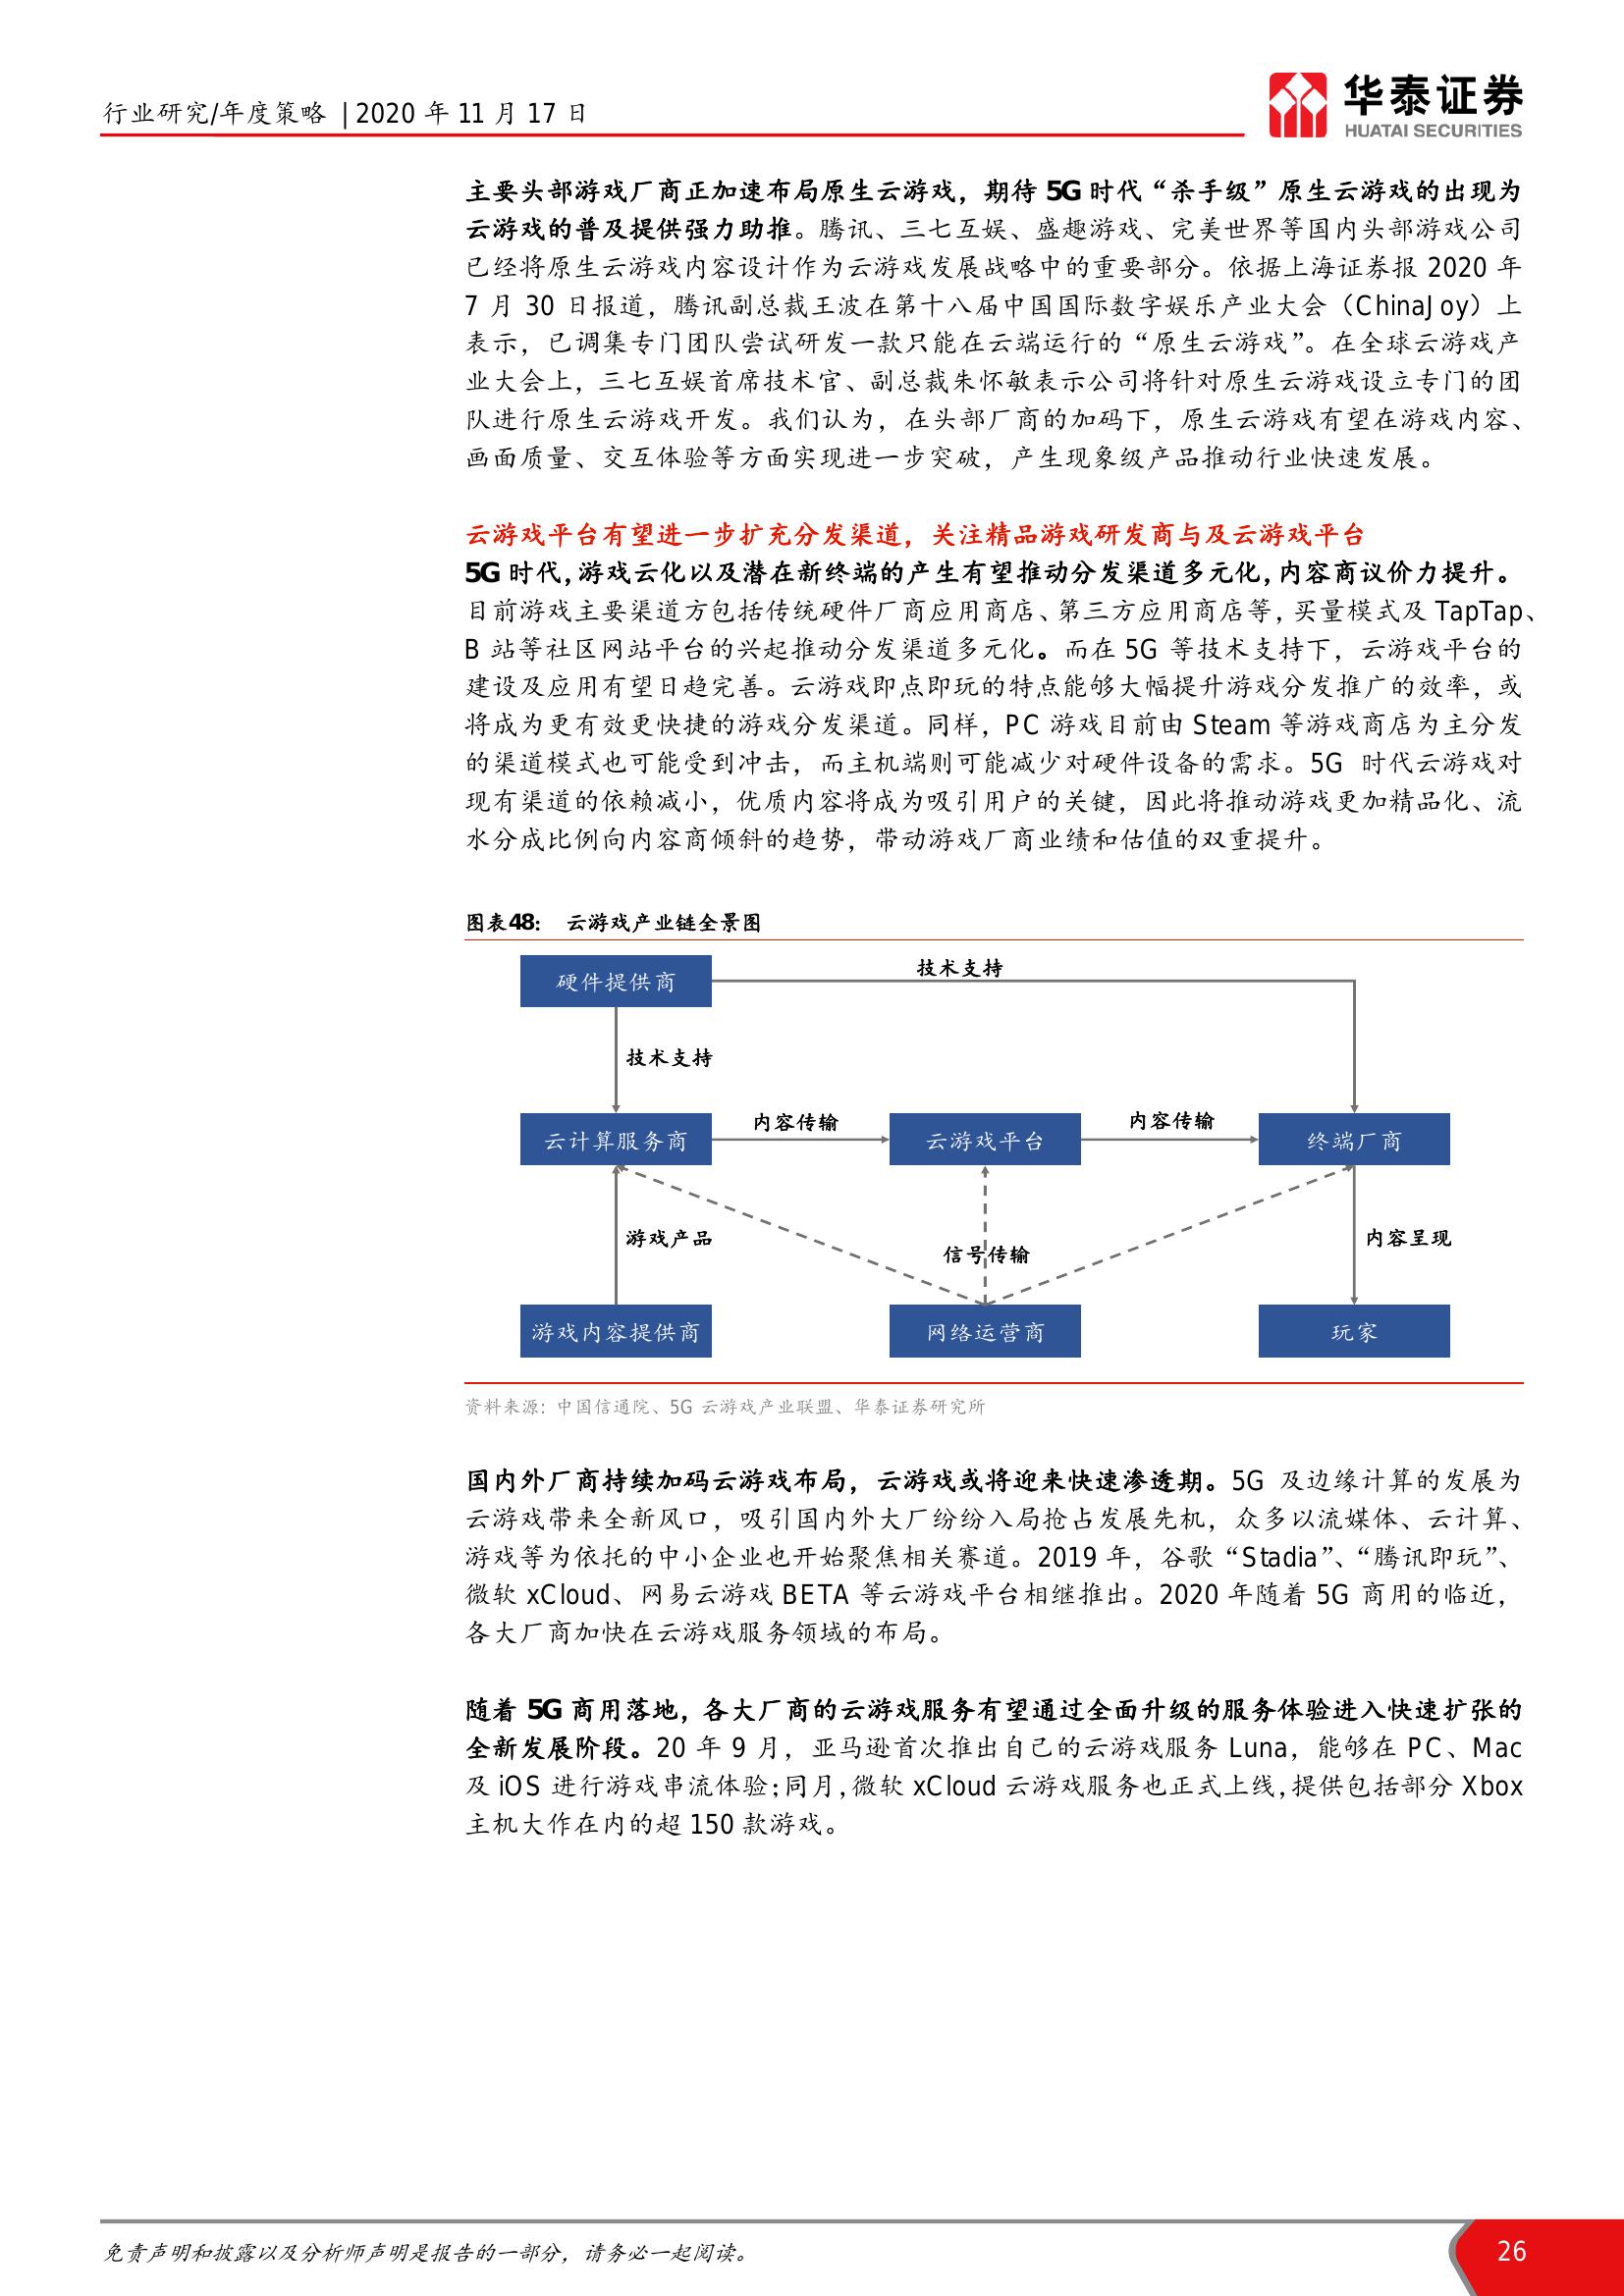 行业研究/年度策略 | 2020 年 11 月 17 日
华泰证券
HUATAI SECURITIES
主要头部游戏厂商正加速布局原生云游戏，期待 5G 时代“杀手级”原生云游戏的出现为
云游戏的普及提供强力助推。腾讯、三七互娱、盛趣游戏、完美世界等国内头部游戏公司
已经将原生云游戏内容设计作为云游戏发展战略中的重要部分。依据上海证券报 2020 年
7 月 30 日报道，腾讯副总裁王波在第十八届中国国际数字娱乐产业大会（ChinaJoy）上
表示，已调集专门团队尝试研发一款只能在云端运行的“原生云游戏”。在全球云游戏产
业大会上，三七互娱首席技术官、副总裁朱怀敏表示公司将针对原生云游戏设立专门的团
队进行原生云游戏开发。我们认为，在头部厂商的加码下，原生云游戏有望在游戏内容、
画面质量、交互体验等方面实现进一步突破，产生现象级产品推动行业快速发展。
云游戏平台有望进一步扩充分发渠道，关注精品游戏研发商与及云游戏平台
5G 时代，游戏云化以及潜在新终端的产生有望推动分发渠道多元化，内容商议价力提升。
目前游戏主要渠道方包括传统硬件厂商应用商店、第三方应用商店等，买量模式及 TapTap、
B 站等社区网站平台的兴起推动分发渠道多元化。而在 5G 等技术支持下，云游戏平台的
建设及应用有望日趋完善。云游戏即点即玩的特点能够大幅提升游戏分发推广的效率，或
将成为更有效更快捷的游戏分发渠道。同样，PC 游戏目前由 Steam 等游戏商店为主分发
的渠道模式也可能受到冲击，而主机端则可能减少对硬件设备的需求。5G 时代云游戏对
现有渠道的依赖减小，优质内容将成为吸引用户的关键，因此将推动游戏更加精品化、流
水分成比例向内容商倾斜的趋势，带动游戏厂商业绩和估值的双重提升。
图表48： 云游戏产业链全景图
硬件提供商
技术支持
技术支持
云计算服务商
内容传输
云游戏平台
内容传输
终端厂商
游戏产品
信号传输
内容呈现
游戏内容提供商
网络运营商
玩家
资料来源：中国信通院、5G 云游戏产业联盟、华泰证券研究所
国内外厂商持续加码云游戏布局，云游戏或将迎来快速渗透期。5G 及边缘计算的发展为
云游戏带来全新风口，吸引国内外大厂纷纷入局抢占发展先机，众多以流媒体、云计算、
游戏等为依托的中小企业也开始聚焦相关赛道。2019 年，谷歌“Stadia”、“腾讯即玩”、
微软 xCloud、网易云游戏 BETA 等云游戏平台相继推出。2020 年随着 5G 商用的临近，
各大厂商加快在云游戏服务领域的布局。
随着 5G 商用落地，各大厂商的云游戏服务有望通过全面升级的服务体验进入快速扩张的
全新发展阶段。20 年 9 月，亚马逊首次推出自己的云游戏服务 Luna，能够在 PC、Mac
及 iOS 进行游戏串流体验；同月，微软 xCloud 云游戏服务也正式上线，提供包括部分 Xbox
主机大作在内的超 150 款游戏。
免责声明和披露以及分析师声明是报告的一部分，请务必一起阅读。
26